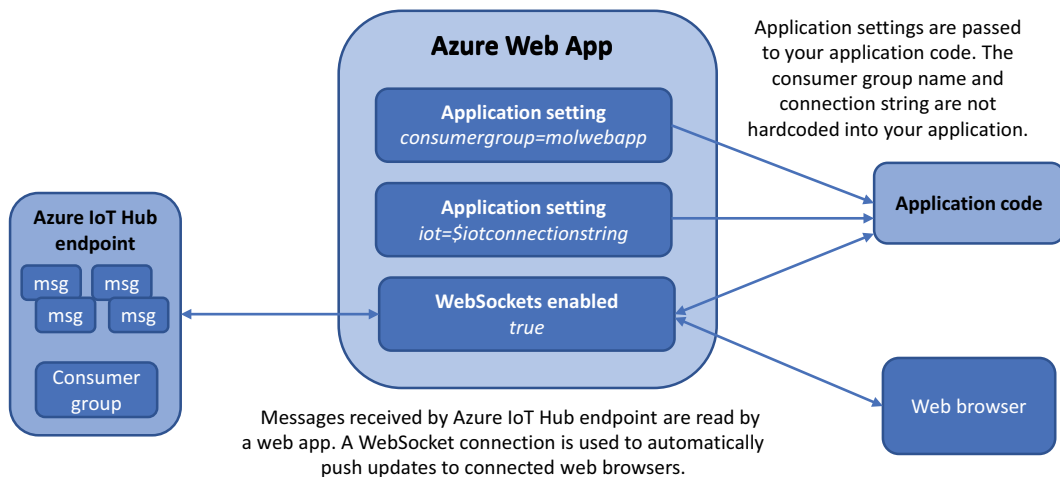 Azure Web App
Application setting
consumergroup=molwebapp
Application setting
iot=$iotconnectionstring
WebSockets enabled
true
Application settings are passed
to your application code. The
consumer group name and
connection string are not
hardcoded into your application.
Application code
Azure IoT Hub
endpoint
msg
msg
msg
msg
Consumer
group
Web browser
Messages received by Azure IoT Hub endpoint are read by
a web app. A WebSocket connection is used to automatically
push updates to connected web browsers.